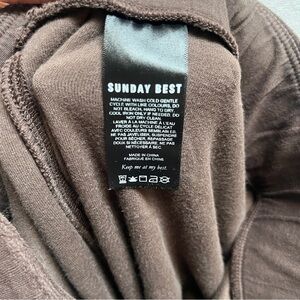 SUNDAY BEST
MACHINE WASH COLD GENTLE
CYCLE WITH LIKE COLOURS, DO
NOT BLEACH, HANG TO DRY,
COOL IRON ONLY IF NEEDED, DO
NOT DRY CLEAN.
LAVER À LA MACHINE EN EAU
FROIDE AU CYCLE DÉLICAT
AVEC COULEURS SEMBLABLES,
NE PAS JAVELISER, SUSPENDRE
POUR SÉCHER, REPASSAGE
DOUX SI NÉCESSAIRE, NE PAS
NETTOYER À SEC
MADE IN CHINA
FABRIQUÉ EN CHINE
Keep me at my best.